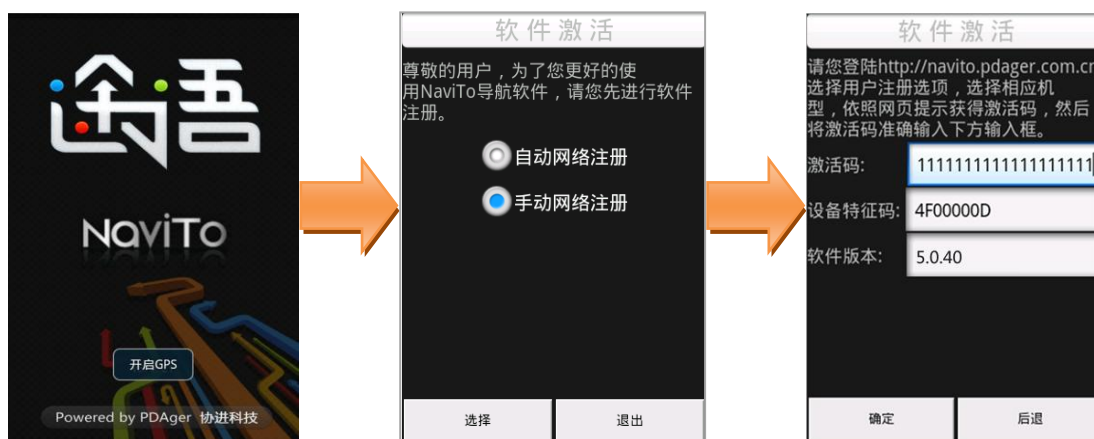 途语
NaviTo
开启GPS
Powered by PDAger 协进科技
软件激活
尊敬的用户，为了您更好的使
用NaviTo导航软件，请您先进行软件
注册。
自动网络注册
手动网络注册
选择
退出
软件激活
请您登陆http://navito.pdager.com.cn
选择用户注册选项，选择相应机
型，依照网页提示获得激活码，然后
将激活码准确输入下方输入框。
激活码:
1111111111111111111
设备特征码:
4F00000D
软件版本:
5.0.40
确定
后退